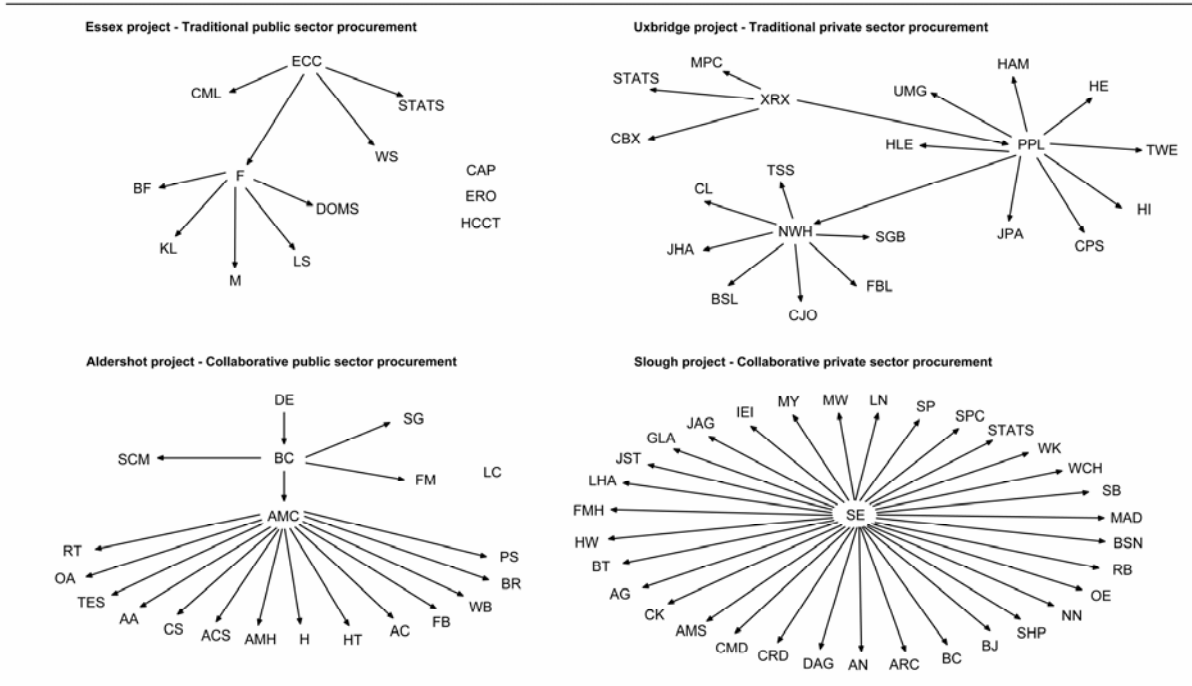 Essex project - Traditional public sector procurement
ECC
CML
STATS
WS
F
BF
DOMS
KL
LS
M
CAP
ERO
HCCT
Uxbridge project - Traditional private sector procurement
MPC
STATS
XRX
CBX
HAM
UMG
HE
HLE
PPL
TWE
HI
JPA
CPS
TSS
CL
NWH
SGB
JHA
FBL
BSL
CJO
Aldershot project - Collaborative public sector procurement
DE
SG
SCM
BC
FM
LC
AMC
RT
PS
OA
BR
TES
WB
AA
FB
CS
AC
ACS
AMH
H
HT
Slough project - Collaborative private sector procurement
MY
MW
LN
SP
IEI
SPC
JAG
STATS
GLA
WK
JST
WCH
LHA
SB
FMH
SE
MAD
HW
BSN
BT
RB
AG
OE
CK
NN
AMS
SHP
CMD
BJ
CRD
BC
DAG
AN
ARC